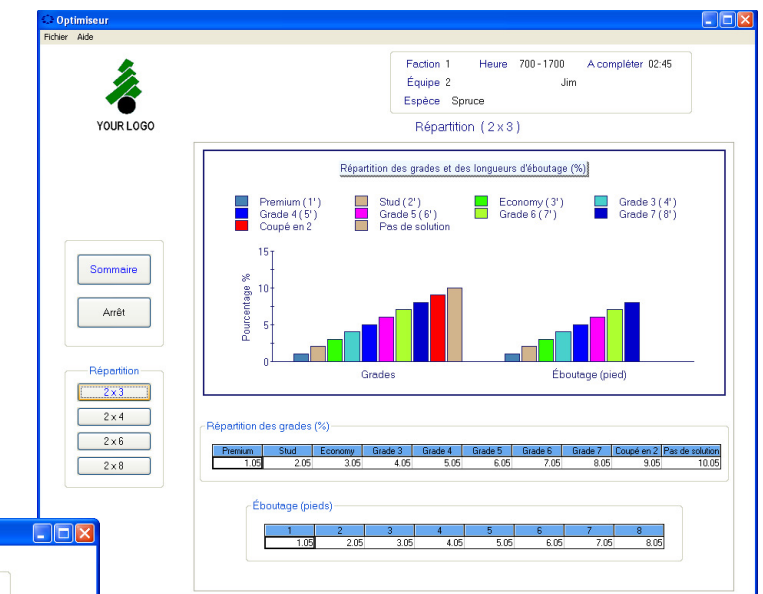 Optimiseur
Fichier Aide
YOUR LOGO
Faction 1 Heure 700 - 1700 A compléter 02:45
Équipe 2 Jim
Espèce Spruce
Répartition ( 2 x 3 )
Répartition des grades et des longueurs d'éboutage (%)
Premium ( 1' ) Stud ( 2' ) Economy ( 3' ) Grade 3 ( 4' )
Grade 4 ( 5' ) Grade 5 ( 6' ) Grade 6 ( 7' ) Grade 7 ( 8' )
Coupé en 2 Pas de solution
Pourcentage %
15
10
5
0
Grades Éboutage (pied)
Sommaire
Arrêt
Répartition
2 x 3
2 x 4
2 x 6
2 x 8
Répartition des grades (%)
Premium Stud Economy Grade 3 Grade 4 Grade 5 Grade 6 Grade 7 Coupé en 2 Pas de solution
1.05 2.05 3.05 4.05 5.05 6.05 7.05 8.05 9.05 10.05
Éboutage (pieds)
1 2 3 4 5 6 7 8
1.05 2.05 3.05 4.05 5.05 6.05 7.05 8.05